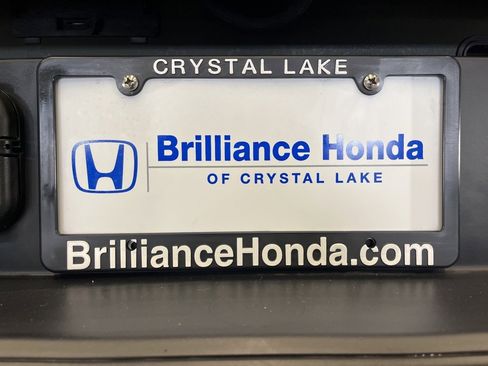 CRYSTAL LAKE
Brilliance Honda
OF CRYSTAL LAKE
BrillianceHonda.com